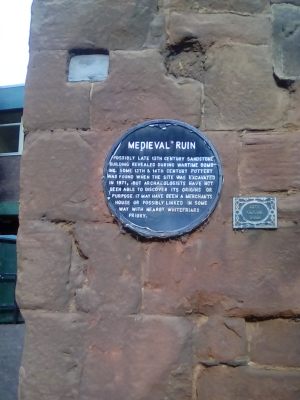 MEDIEVAL RUIN
POSSIBLY LATE 13TH CENTURY SANDSTONE
BUILDING REVEALED DURING WARTIME BOMB-
ING. SOME 13TH & 14TH CENTURY POTTERY
WAS FOUND WHEN THE SITE WAS EXCAVATED
IN 1971, BUT ARCHAEOLOGISTS HAVE NOT
BEEN ABLE TO DISCOVER ITS ORIGINS OR
PURPOSE. IT MAY HAVE BEEN A MERCHANTS
HOUSE OR POSSIBLY LINKED IN SOME
WAY WITH NEARBY WHITEFRIARS
FRIARY.